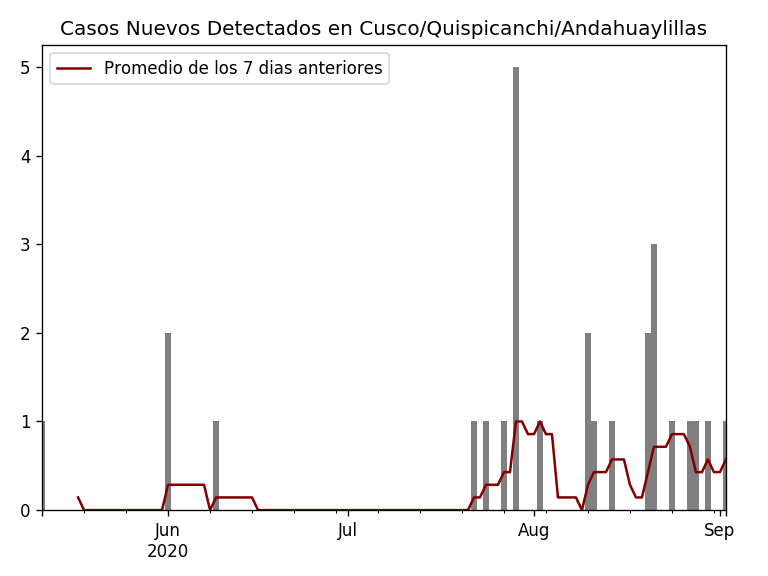 Casos Nuevos Detectados en Cusco/Quispicanchi/Andahuaylillas
Promedio de los 7 dias anteriores
5
4
3
2
1
0
Jun
2020
Jul
Aug
Sep